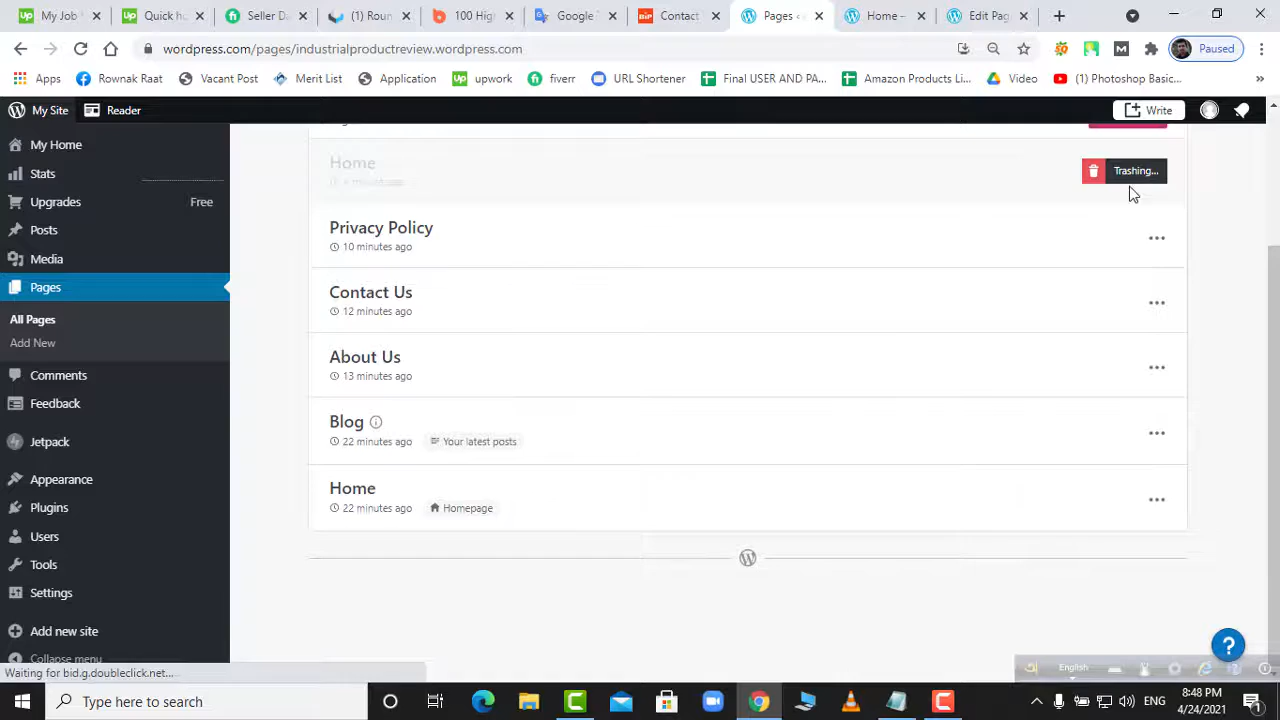 My Jol
Quick hu
Seller Da
(1) Roun
100 Hig
Google T
Contact
Pages
Home –
Edit Pag
wordpress.com/pages/industrialproductreview.wordpress.com
Paused
Apps
Rownak Raat
Vacant Post
Merit List
Application
upwork
fiverr
URL Shortener
Final USER AND PA...
Amazon Products Li...
Video
(1) Photoshop Basic...
My Site
Reader
Write
My Home
Stats
Upgrades Free
Posts
Media
Pages
All Pages
Add New
Comments
Feedback
Jetpack
Appearance
Plugins
Users
Tools
Settings
Add new site
Collapse menu
Home
Trashing...
Privacy Policy
10 minutes ago
Contact Us
12 minutes ago
About Us
13 minutes ago
Blog
22 minutes ago Your latest posts
Home
22 minutes ago Homepage
Waiting for bid.g.doubleclick.net...
English
Type here to search
ENG
8:48 PM
4/24/2021